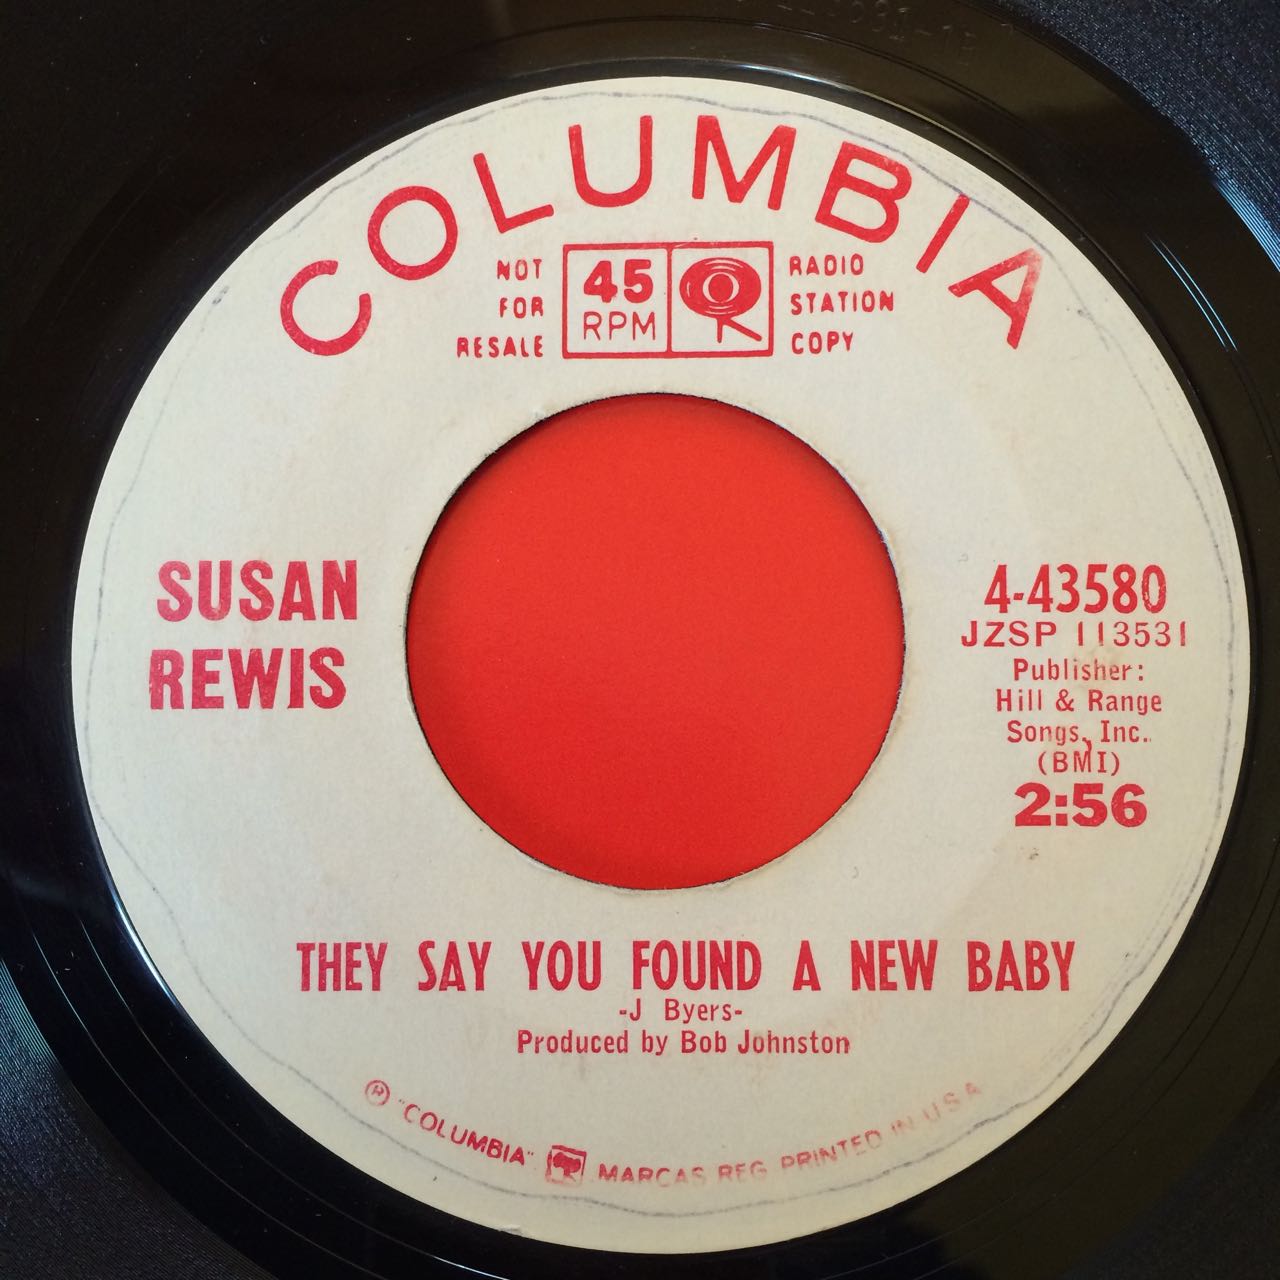 COLUMBIA
NOT
FOR
RESALE
45
RPM
RADIO
STATION
COPY
SUSAN
REWIS
4-43580
JZSP 113531
Publisher:
Hill & Range
Songs, Inc.
(BMI)
2:56
THEY SAY YOU FOUND A NEW BABY
-J Byers-
Produced by Bob Johnston
® "COLUMBIA" MARCAS REG. PRINTED IN U S A